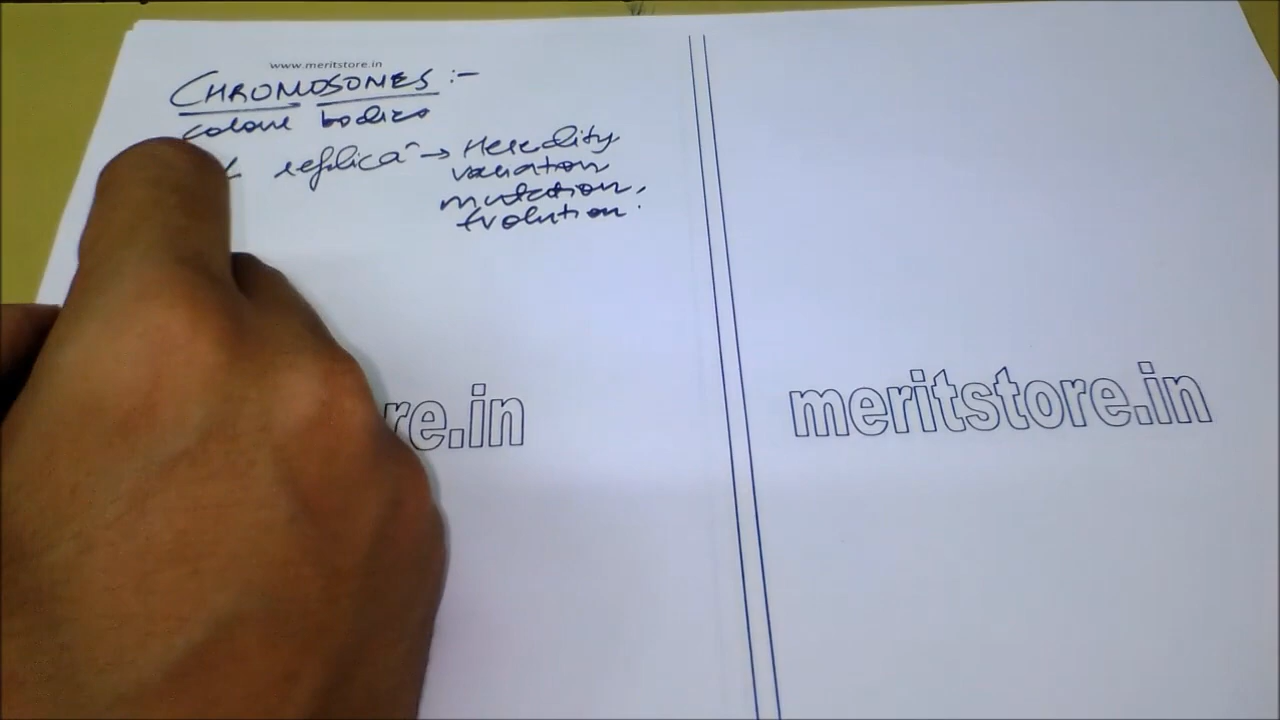 www.meritstore.in
CHROMOSOMES :-
colour bodies
replica → Heredity
variation
mutation,
Evolution.
re.in
meritstore.in